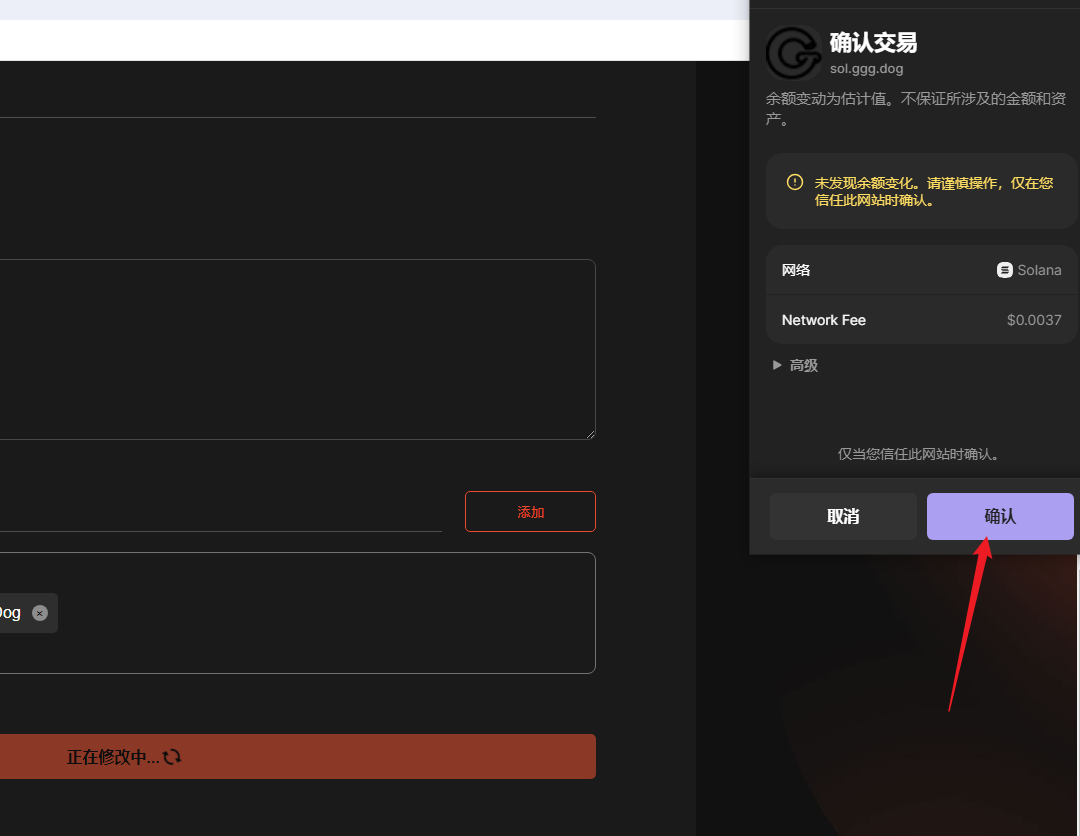 确认交易
sol.ggg.dog
余额变动为估计值。不保证所涉及的金额和资
产。
未发现余额变化。请谨慎操作，仅在您
信任此网站时确认。
网络 Solana
Network Fee $0.0037
高级
仅当您信任此网站时确认。
取消 确认
添加
Dog
正在修改中...